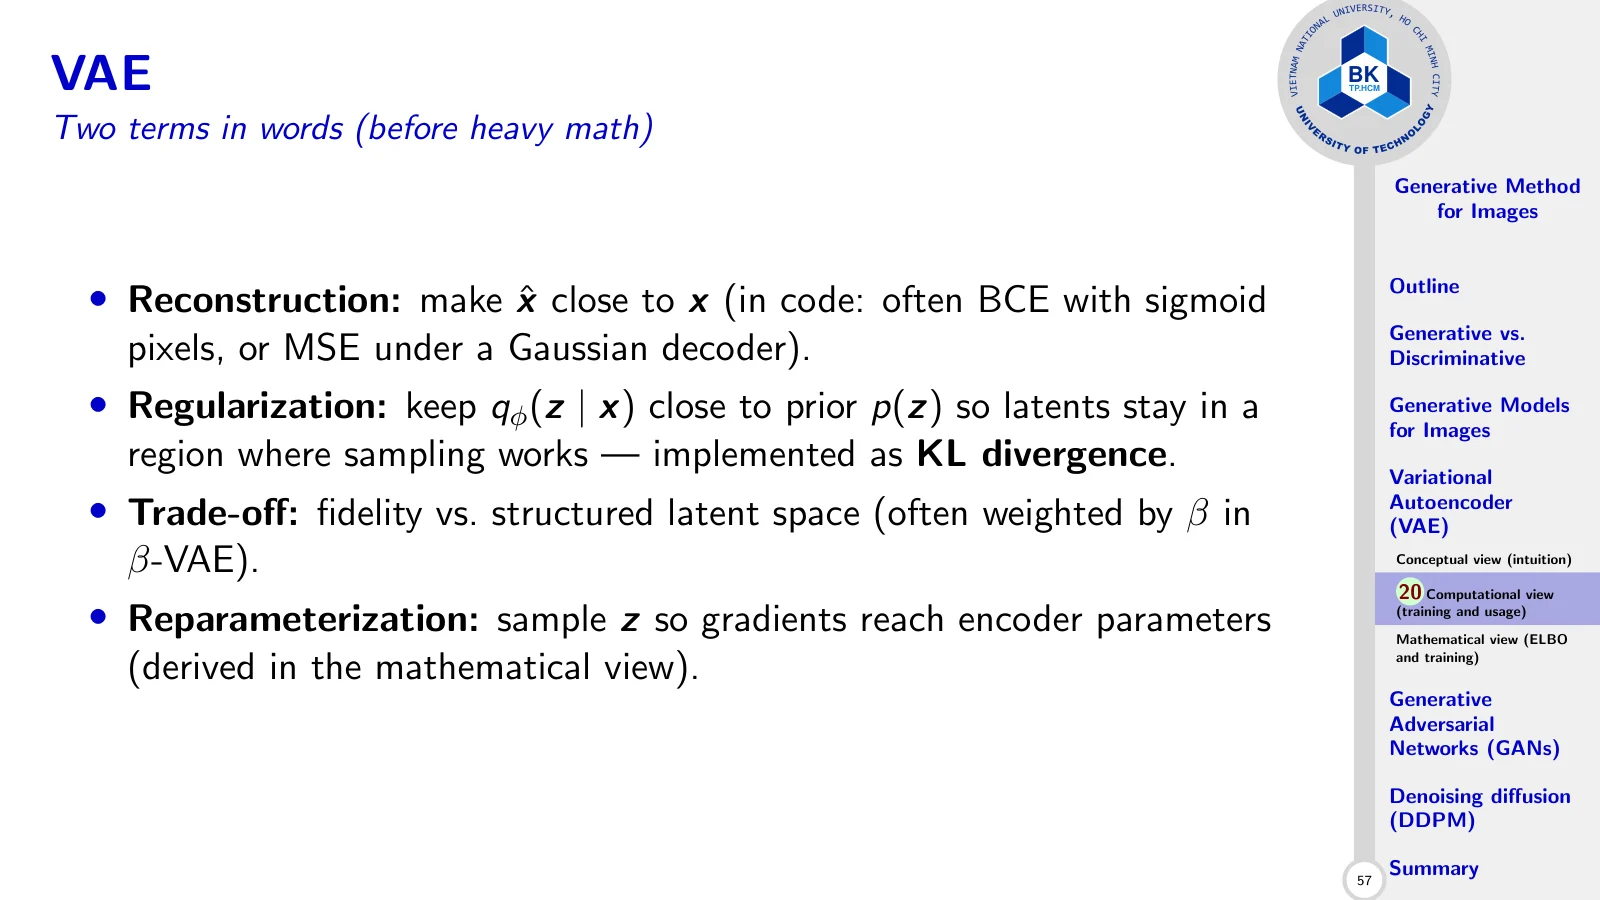 VAE
Two terms in words (before heavy math)
• Reconstruction: make x̂ close to x (in code: often BCE with sigmoid
pixels, or MSE under a Gaussian decoder).
• Regularization: keep qϕ(z | x) close to prior p(z) so latents stay in a
region where sampling works — implemented as KL divergence.
• Trade-off: fidelity vs. structured latent space (often weighted by β in
β-VAE).
• Reparameterization: sample z so gradients reach encoder parameters
(derived in the mathematical view).
VIETNAM NATIONAL UNIVERSITY, HO CHI MINH CITY
BK
TP.HCM
UNIVERSITY OF TECHNOLOGY
Generative Method
for Images
Outline
Generative vs.
Discriminative
Generative Models
for Images
Variational
Autoencoder
(VAE)
Conceptual view (intuition)
20 Computational view
(training and usage)
Mathematical view (ELBO
and training)
Generative
Adversarial
Networks (GANs)
Denoising diffusion
(DDPM)
Summary
57